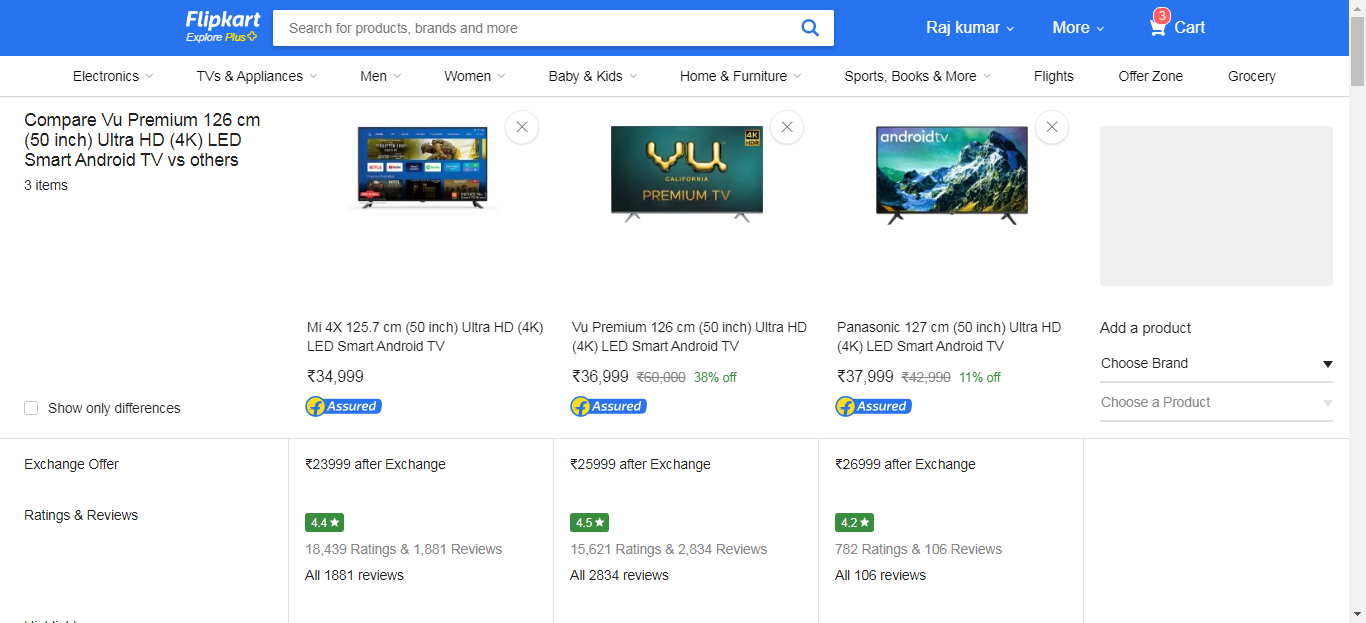 Flipkart
Explore Plus
Search for products, brands and more
Raj kumar
More
3
Cart
Electronics
TVs & Appliances
Men
Women
Baby & Kids
Home & Furniture
Sports, Books & More
Flights
Offer Zone
Grocery
Compare Vu Premium 126 cm
(50 inch) Ultra HD (4K) LED
Smart Android TV vs others
3 items
4K
HDR
vu
CALIFORNIA
PREMIUM TV
androidtv
Mi 4X 125.7 cm (50 inch) Ultra HD (4K)
LED Smart Android TV
₹34,999
Assured
Vu Premium 126 cm (50 inch) Ultra HD
(4K) LED Smart Android TV
₹36,999 ₹60,000 38% off
Assured
Panasonic 127 cm (50 inch) Ultra HD
(4K) LED Smart Android TV
₹37,999 ₹42,990 11% off
Assured
Add a product
Choose Brand
Choose a Product
Show only differences
Exchange Offer
₹23999 after Exchange
₹25999 after Exchange
₹26999 after Exchange
Ratings & Reviews
4.4★
18,439 Ratings & 1,881 Reviews
All 1881 reviews
4.5★
15,621 Ratings & 2,834 Reviews
All 2834 reviews
4.2★
782 Ratings & 106 Reviews
All 106 reviews